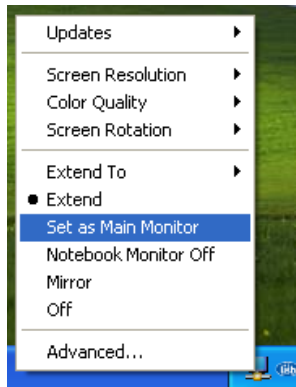 Updates
Screen Resolution
Color Quality
Screen Rotation
Extend To
Extend
Set as Main Monitor
Notebook Monitor Off
Mirror
Off
Advanced...